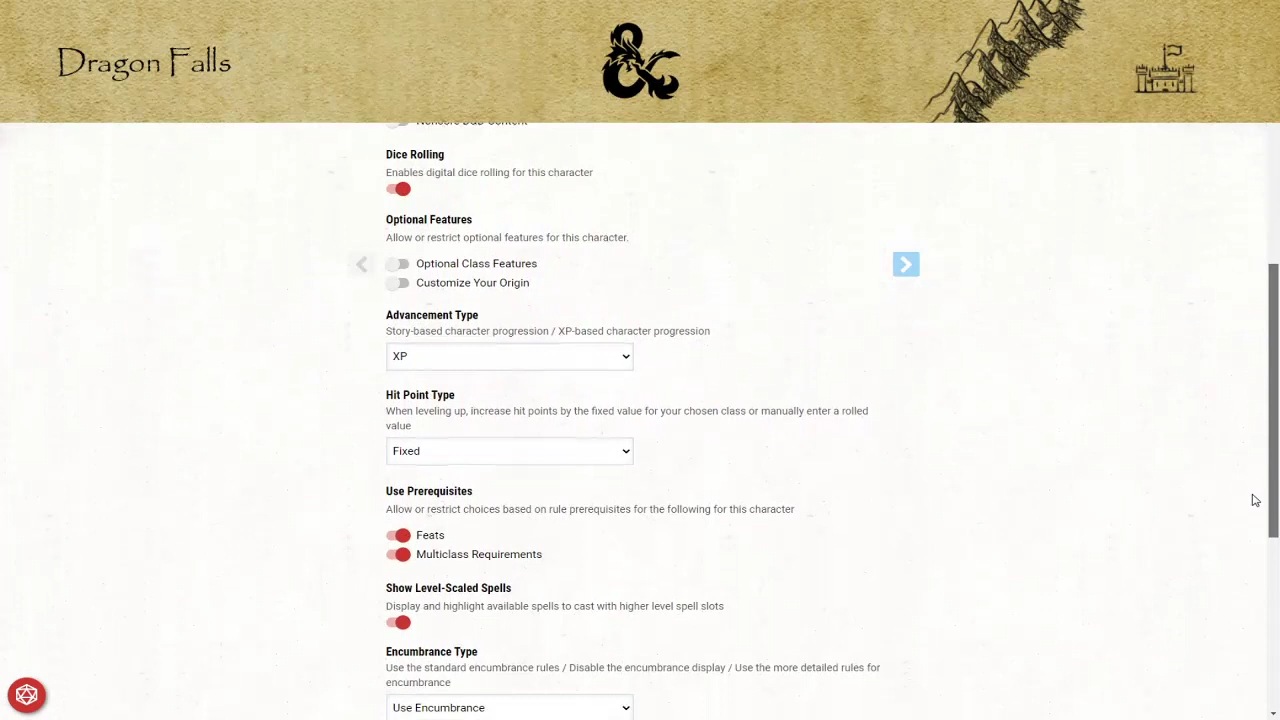 Dragon Falls
Noncore D&D Content
Dice Rolling
Enables digital dice rolling for this character
Optional Features
Allow or restrict optional features for this character.
Optional Class Features
Customize Your Origin
Advancement Type
Story-based character progression / XP-based character progression
XP
Hit Point Type
When leveling up, increase hit points by the fixed value for your chosen class or manually enter a rolled
value
Fixed
Use Prerequisites
Allow or restrict choices based on rule prerequisites for the following for this character
Feats
Multiclass Requirements
Show Level-Scaled Spells
Display and highlight available spells to cast with higher level spell slots
Encumbrance Type
Use the standard encumbrance rules / Disable the encumbrance display / Use the more detailed rules for
encumbrance
Use Encumbrance